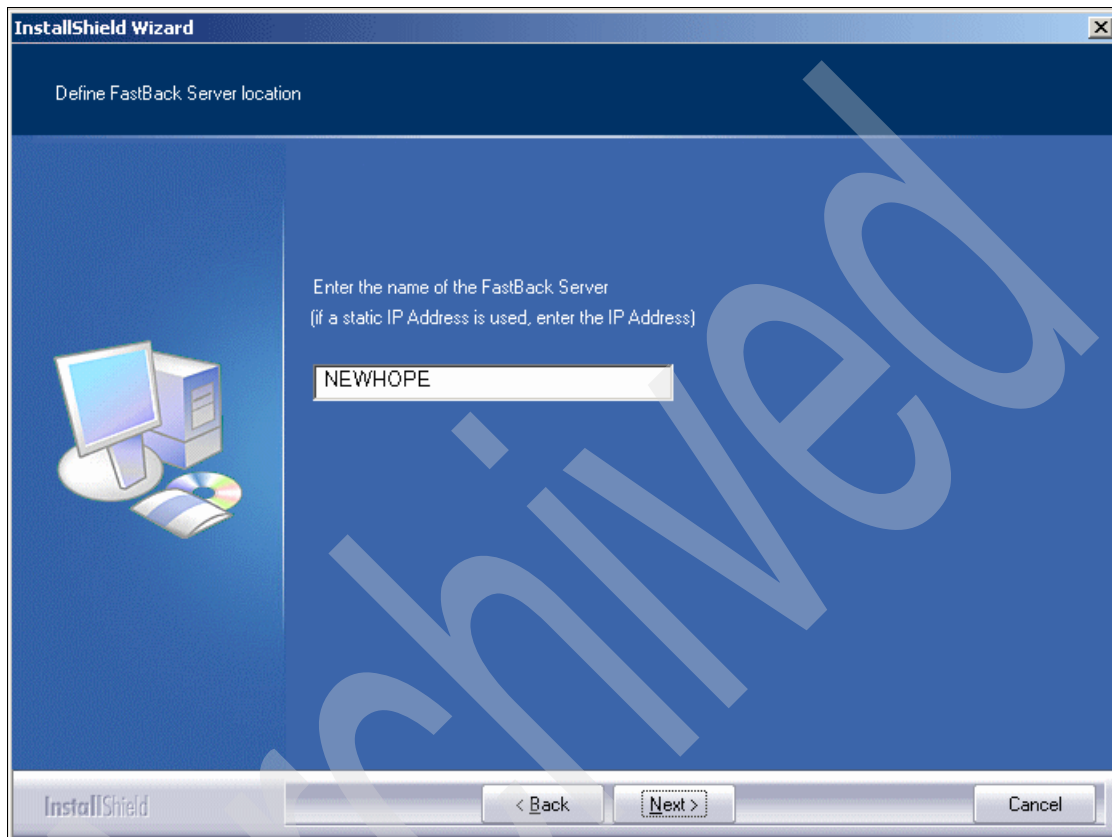 InstallShield Wizard
Define FastBack Server location
Enter the name of the FastBack Server
(if a static IP Address is used, enter the IP Address)
NEWHOPE
InstallShield
< Back
Next >
Cancel
Archived